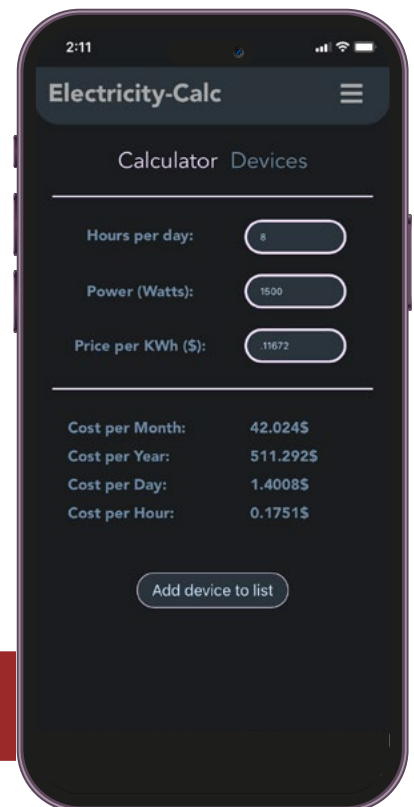 2:11
Electricity-Calc
Calculator Devices
Hours per day: 8
Power (Watts): 1500
Price per KWh ($): .11672
Cost per Month: 42.024$
Cost per Year: 511.292$
Cost per Day: 1.4008$
Cost per Hour: 0.1751$
Add device to list